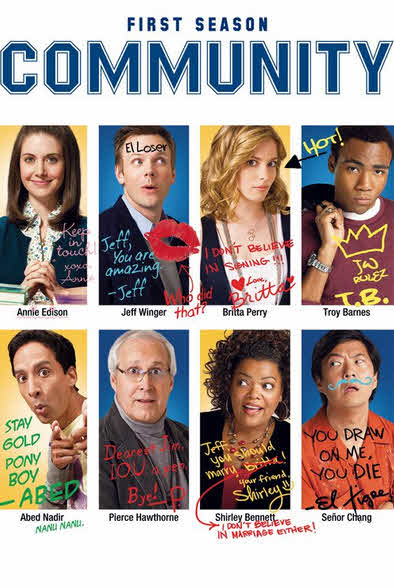 FIRST SEASON
COMMUNITY
Keep
in
touch!
xoxo
Annie
El Loser
Jeff,
You are
amazing.
-Jeff
Who did
that?
I DON'T BELIEVE
IN SIGNING!!!
Love,
Britta
HOT!
JW
RULEZ
T.B.
Annie Edison
Jeff Winger
Britta Perry
Troy Barnes
STAY
GOLD
PONY
BOY
—ABED
Dearest Jim,
I.O.U. a pen.
Bye!
—P
Jeff,
you should
marry britta!
your friend,
Shirley!!
YOU DRAW
ON ME,
YOU DIE
-El Tigre
Abed Nadir
NANU NANU.
Pierce Hawthorne
Shirley Bennett
Señor Chang
I DON'T BELIEVE
IN MARRIAGE EITHER!